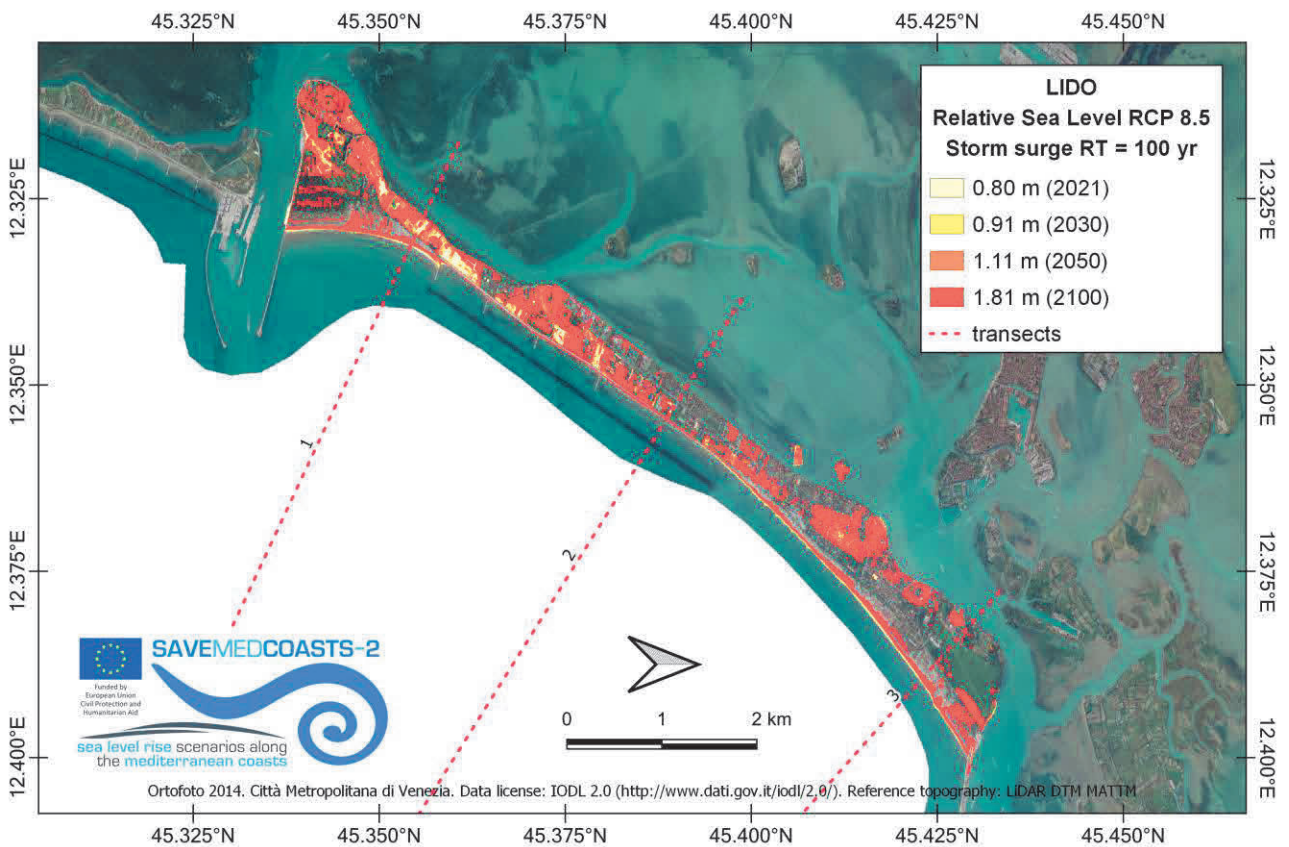 45.325°N 45.350°N 45.375°N 45.400°N 45.425°N 45.450°N
LIDO
Relative Sea Level RCP 8.5
Storm surge RT = 100 yr
0.80 m (2021)
0.91 m (2030)
1.11 m (2050)
1.81 m (2100)
transects
12.325°E
12.350°E
12.375°E
12.400°E
12.325°E
12.350°E
12.375°E
12.400°E
1
2
3
SAVEMEDCOASTS-2
Funded by
European Union
Civil Protection and
Humanitarian Aid
sea level rise scenarios along
the mediterranean coasts
0 1 2 km
Ortofoto 2014. Città Metropolitana di Venezia. Data license: IODL 2.0 (http://www.dati.gov.it/iodl/2.0/). Reference topography: LiDAR DTM MATTM
45.325°N 45.350°N 45.375°N 45.400°N 45.425°N 45.450°N